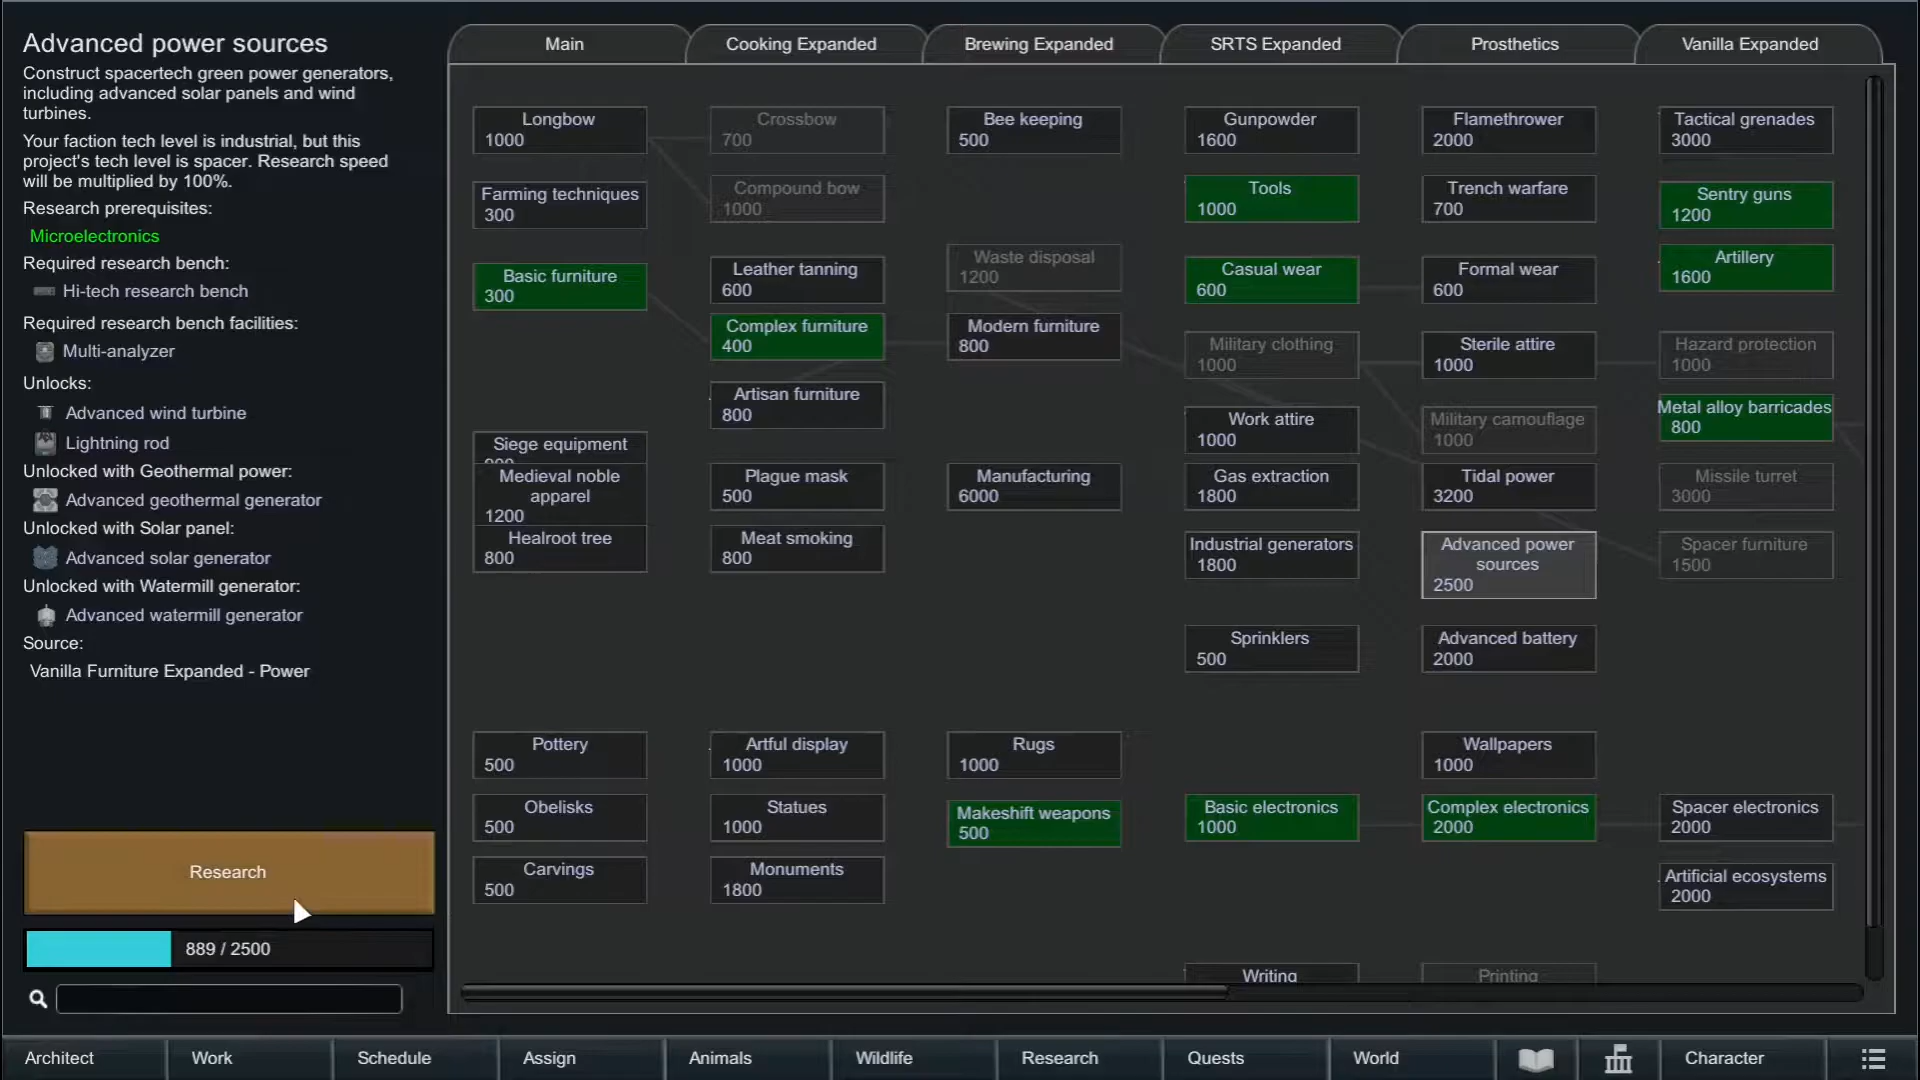 Advanced power sources
Construct spacertech green power generators,
including advanced solar panels and wind
turbines.
Your faction tech level is industrial, but this
project's tech level is spacer. Research speed
will be multiplied by 100%.
Research prerequisites:
Microelectronics
Required research bench:
Hi-tech research bench
Required research bench facilities:
Multi-analyzer
Unlocks:
Advanced wind turbine
Lightning rod
Unlocked with Geothermal power:
Advanced geothermal generator
Unlocked with Solar panel:
Advanced solar generator
Unlocked with Watermill generator:
Advanced watermill generator
Source:
Vanilla Furniture Expanded - Power
Research
889 / 2500
Main
Cooking Expanded
Brewing Expanded
SRTS Expanded
Prosthetics
Vanilla Expanded
Longbow
1000
Crossbow
700
Bee keeping
500
Gunpowder
1600
Flamethrower
2000
Tactical grenades
3000
Farming techniques
300
Compound bow
1000
Tools
1000
Trench warfare
700
Sentry guns
1200
Basic furniture
300
Leather tanning
600
Waste disposal
1200
Casual wear
600
Formal wear
600
Artillery
1600
Complex furniture
400
Modern furniture
800
Military clothing
1000
Sterile attire
1000
Hazard protection
1000
Artisan furniture
800
Work attire
1000
Military camouflage
1000
Metal alloy barricades
800
Siege equipment
Medieval noble
apparel
1200
Plague mask
500
Manufacturing
6000
Gas extraction
1800
Tidal power
3200
Missile turret
3000
Healroot tree
800
Meat smoking
800
Industrial generators
1800
Advanced power
sources
2500
Spacer furniture
1500
Sprinklers
500
Advanced battery
2000
Pottery
500
Artful display
1000
Rugs
1000
Wallpapers
1000
Obelisks
500
Statues
1000
Makeshift weapons
500
Basic electronics
1000
Complex electronics
2000
Spacer electronics
2000
Carvings
500
Monuments
1800
Artificial ecosystems
2000
Writing
Printing
Architect
Work
Schedule
Assign
Animals
Wildlife
Research
Quests
World
Character